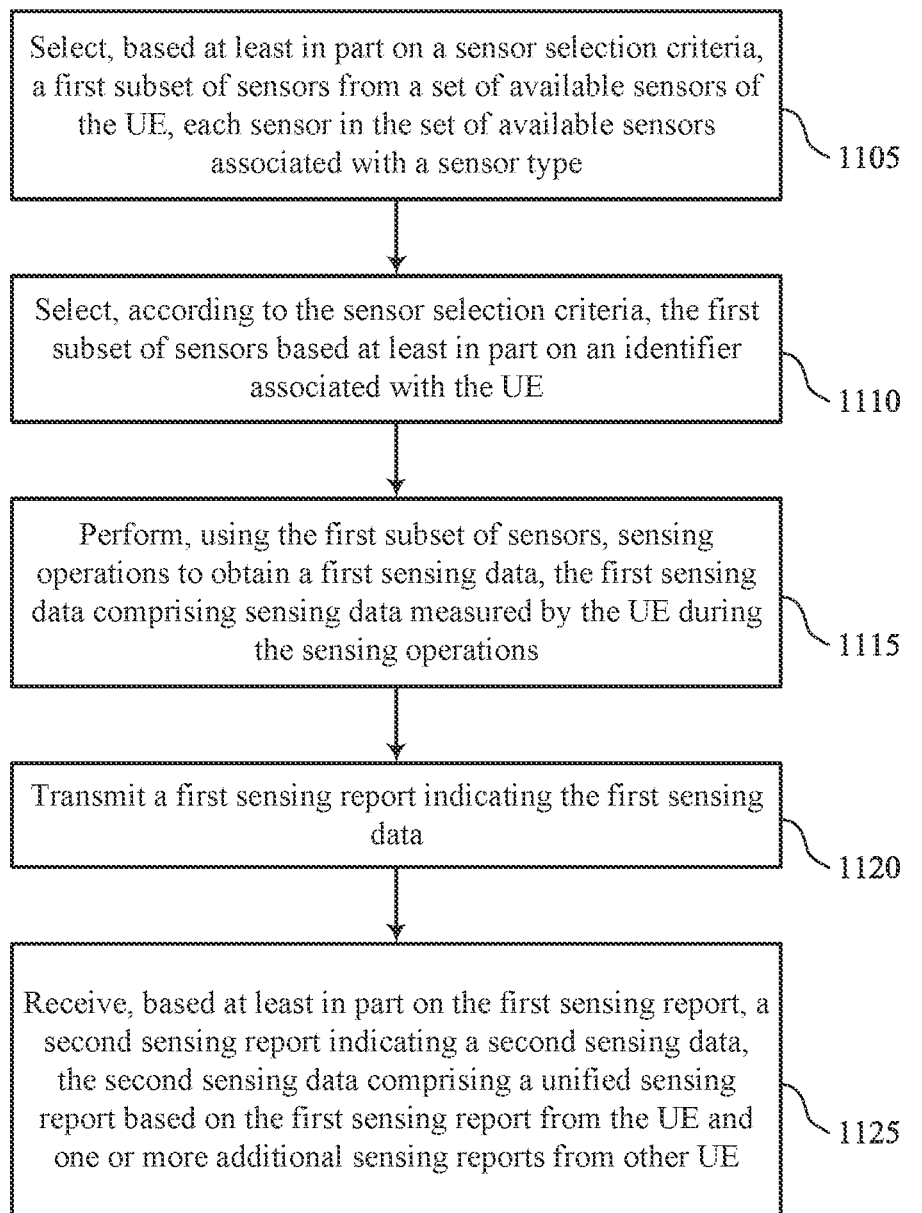 Select, based at least in part on a sensor selection criteria,
a first subset of sensors from a set of available sensors of
the UE, each sensor in the set of available sensors
associated with a sensor type
1105
Select, according to the sensor selection criteria, the first
subset of sensors based at least in part on an identifier
associated with the UE
1110
Perform, using the first subset of sensors, sensing
operations to obtain a first sensing data, the first sensing
data comprising sensing data measured by the UE during
the sensing operations
1115
Transmit a first sensing report indicating the first sensing
data
1120
Receive, based at least in part on the first sensing report, a
second sensing report indicating a second sensing data,
the second sensing data comprising a unified sensing
report based on the first sensing report from the UE and
one or more additional sensing reports from other UE
1125